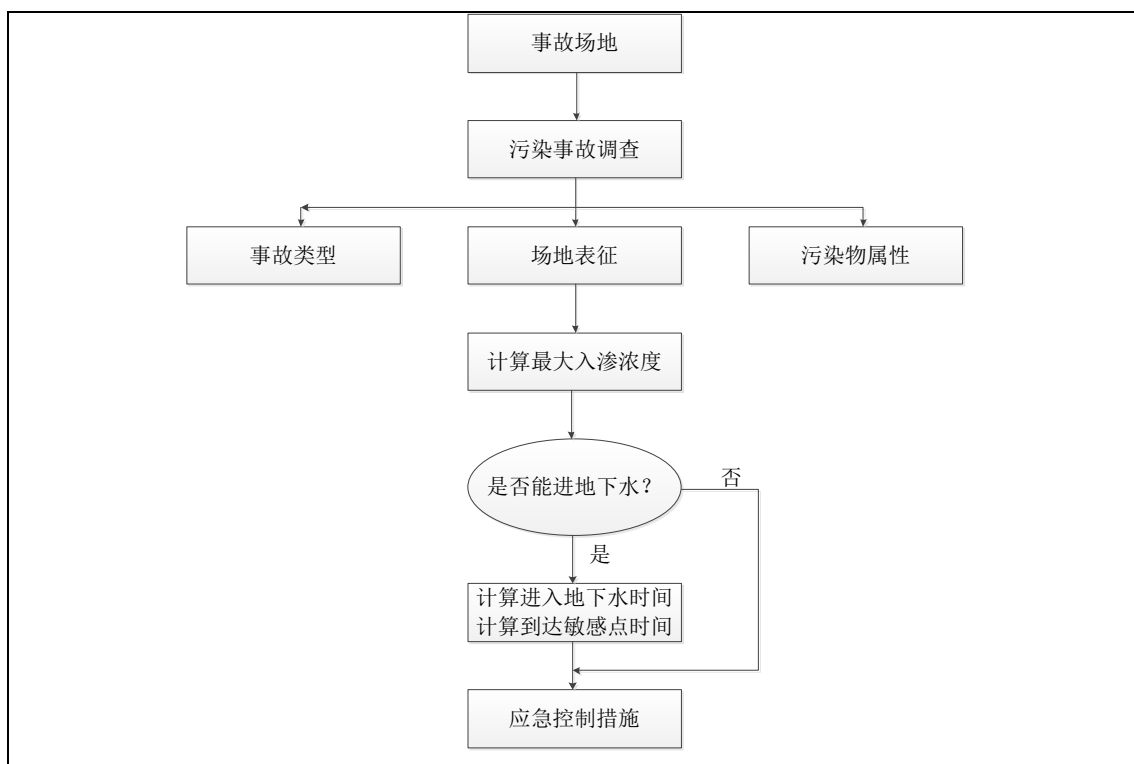 事故场地
污染事故调查
事故类型
场地表征
污染物属性
计算最大入渗浓度
是否能进地下水？
否
是
计算进入地下水时间
计算到达敏感点时间
应急控制措施